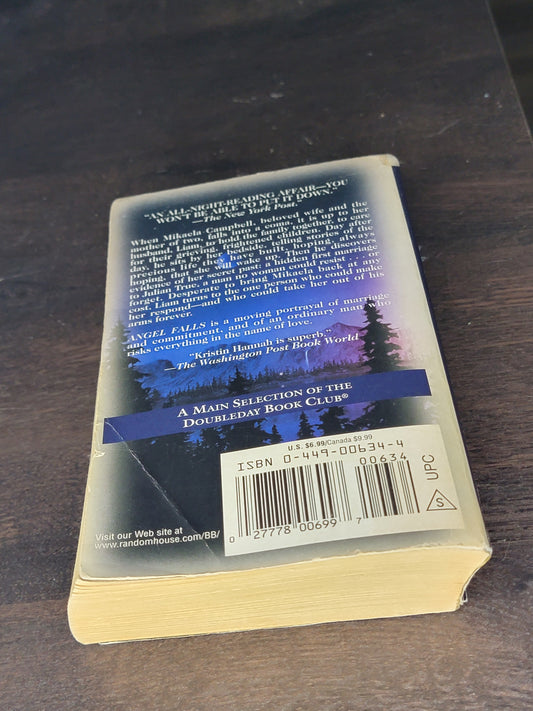 "AN ALL-NIGHT-READING AFFAIR—YOU
WON'T BE ABLE TO PUT IT DOWN."
—The New York Post
When Mikaela Campbell, beloved wife and
mother of two, falls into a coma, it is up to her
husband, Liam, to hold the family together, to care
for their grieving, frightened children. Day after
day, he sits by her bedside, telling stories of the
precious life they have built, hoping, always
hoping, that she will wake up. Then he discovers
evidence of her secret past: a hidden first marriage
to Julian True, a man no woman could resist . . . or
forget. Desperate to bring Mikaela back at any
cost, Liam turns to the one person who could make
her respond—and who could take her out of his
arms forever.
ANGEL FALLS is a moving portrayal of marriage
and commitment, and of an ordinary man who
risks everything in the name of love.
"Kristin Hannah is superb."
—The Washington Post Book World
A MAIN SELECTION OF THE
DOUBLEDAY BOOK CLUB®
U.S. $6.99/Canada $9.99
ISBN 0-449-00634-4
00634
0 27778 00699 7
UPC
S
Visit our Web site at
www.randomhouse.com/BB/